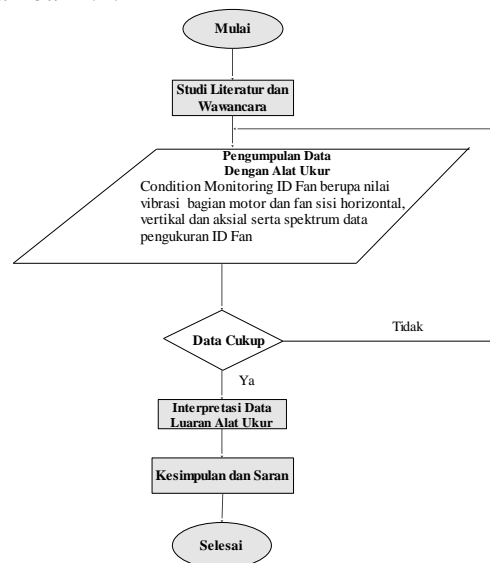 Mulai
Studi Literatur dan
Wawancara
Pengumpulan Data
Dengan Alat Ukur
Condition Monitoring ID Fan berupa nilai
vibrasi bagian motor dan fan sisi horizontal,
vertikal dan aksial serta spektrum data
pengukuran ID Fan
Data Cukup
Tidak
Ya
Interpretasi Data
Luaran Alat Ukur
Kesimpulan dan Saran
Selesai